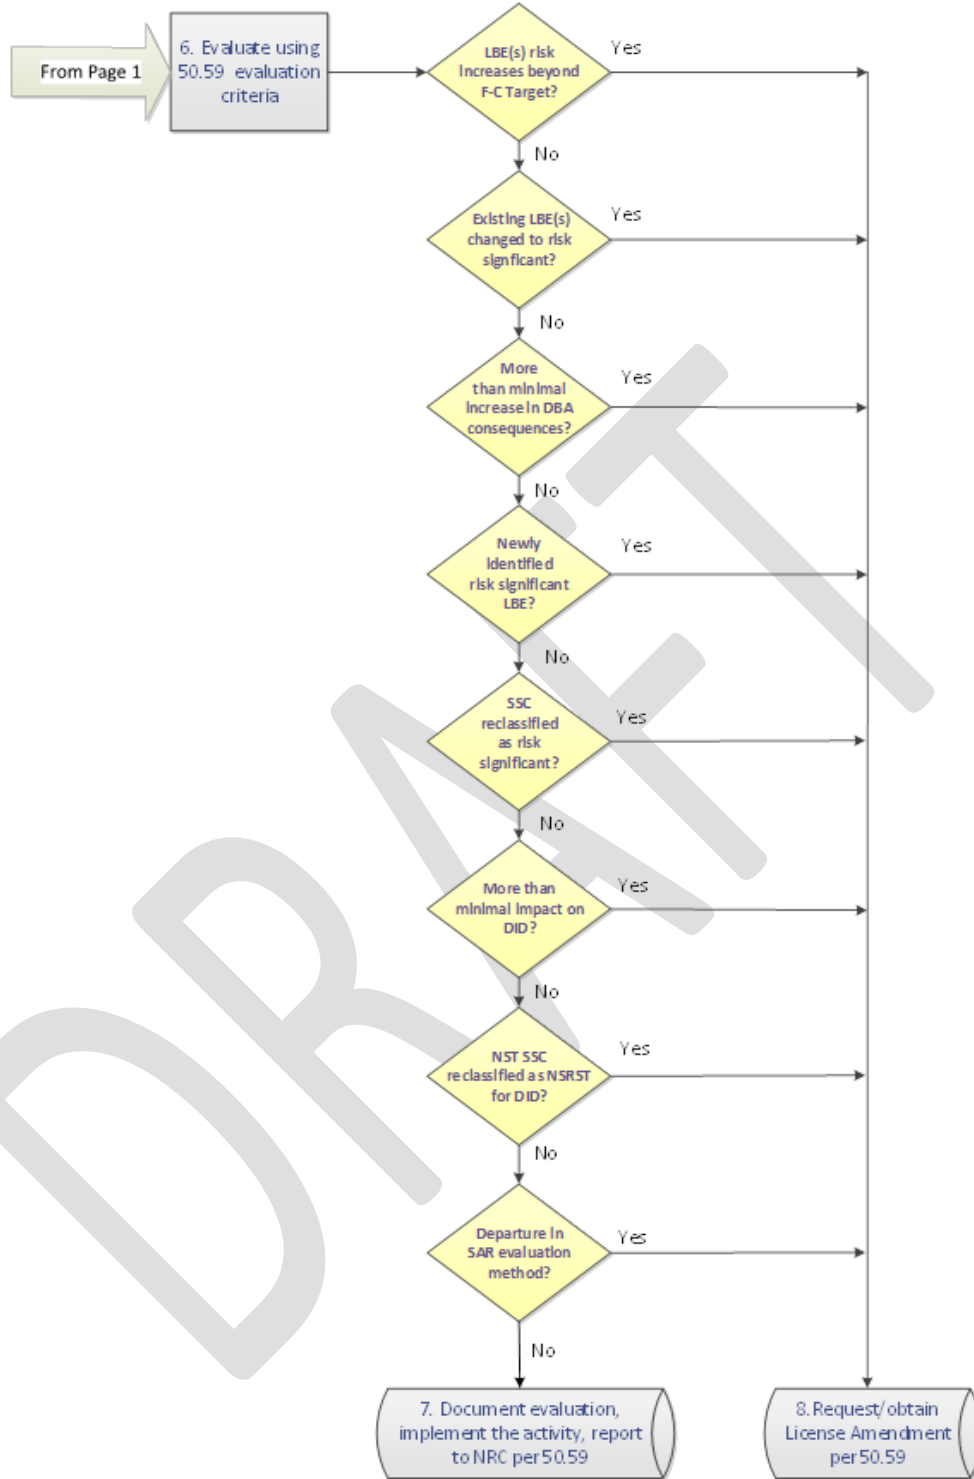 From Page 1
6. Evaluate using
50.59 evaluation
criteria
LBE(s) risk
increases beyond
F-C Target?
Yes
No
Existing LBE(s)
changed to risk
signficant?
Yes
No
More
than minimal
increase in DBA
consequences?
Yes
No
Newly
identified
risk significant
LBE?
Yes
No
SSC
reclassified
as risk
significant?
Yes
No
More than
minimal impact on
DID?
Yes
No
NST SSC
reclassified as NSRST
for DID?
Yes
No
Departure in
SAR evaluation
method?
Yes
No
7. Document evaluation,
implement the activity, report
to NRC per 50.59
8. Request/obtain
License Amendment
per 50.59
DRAFT